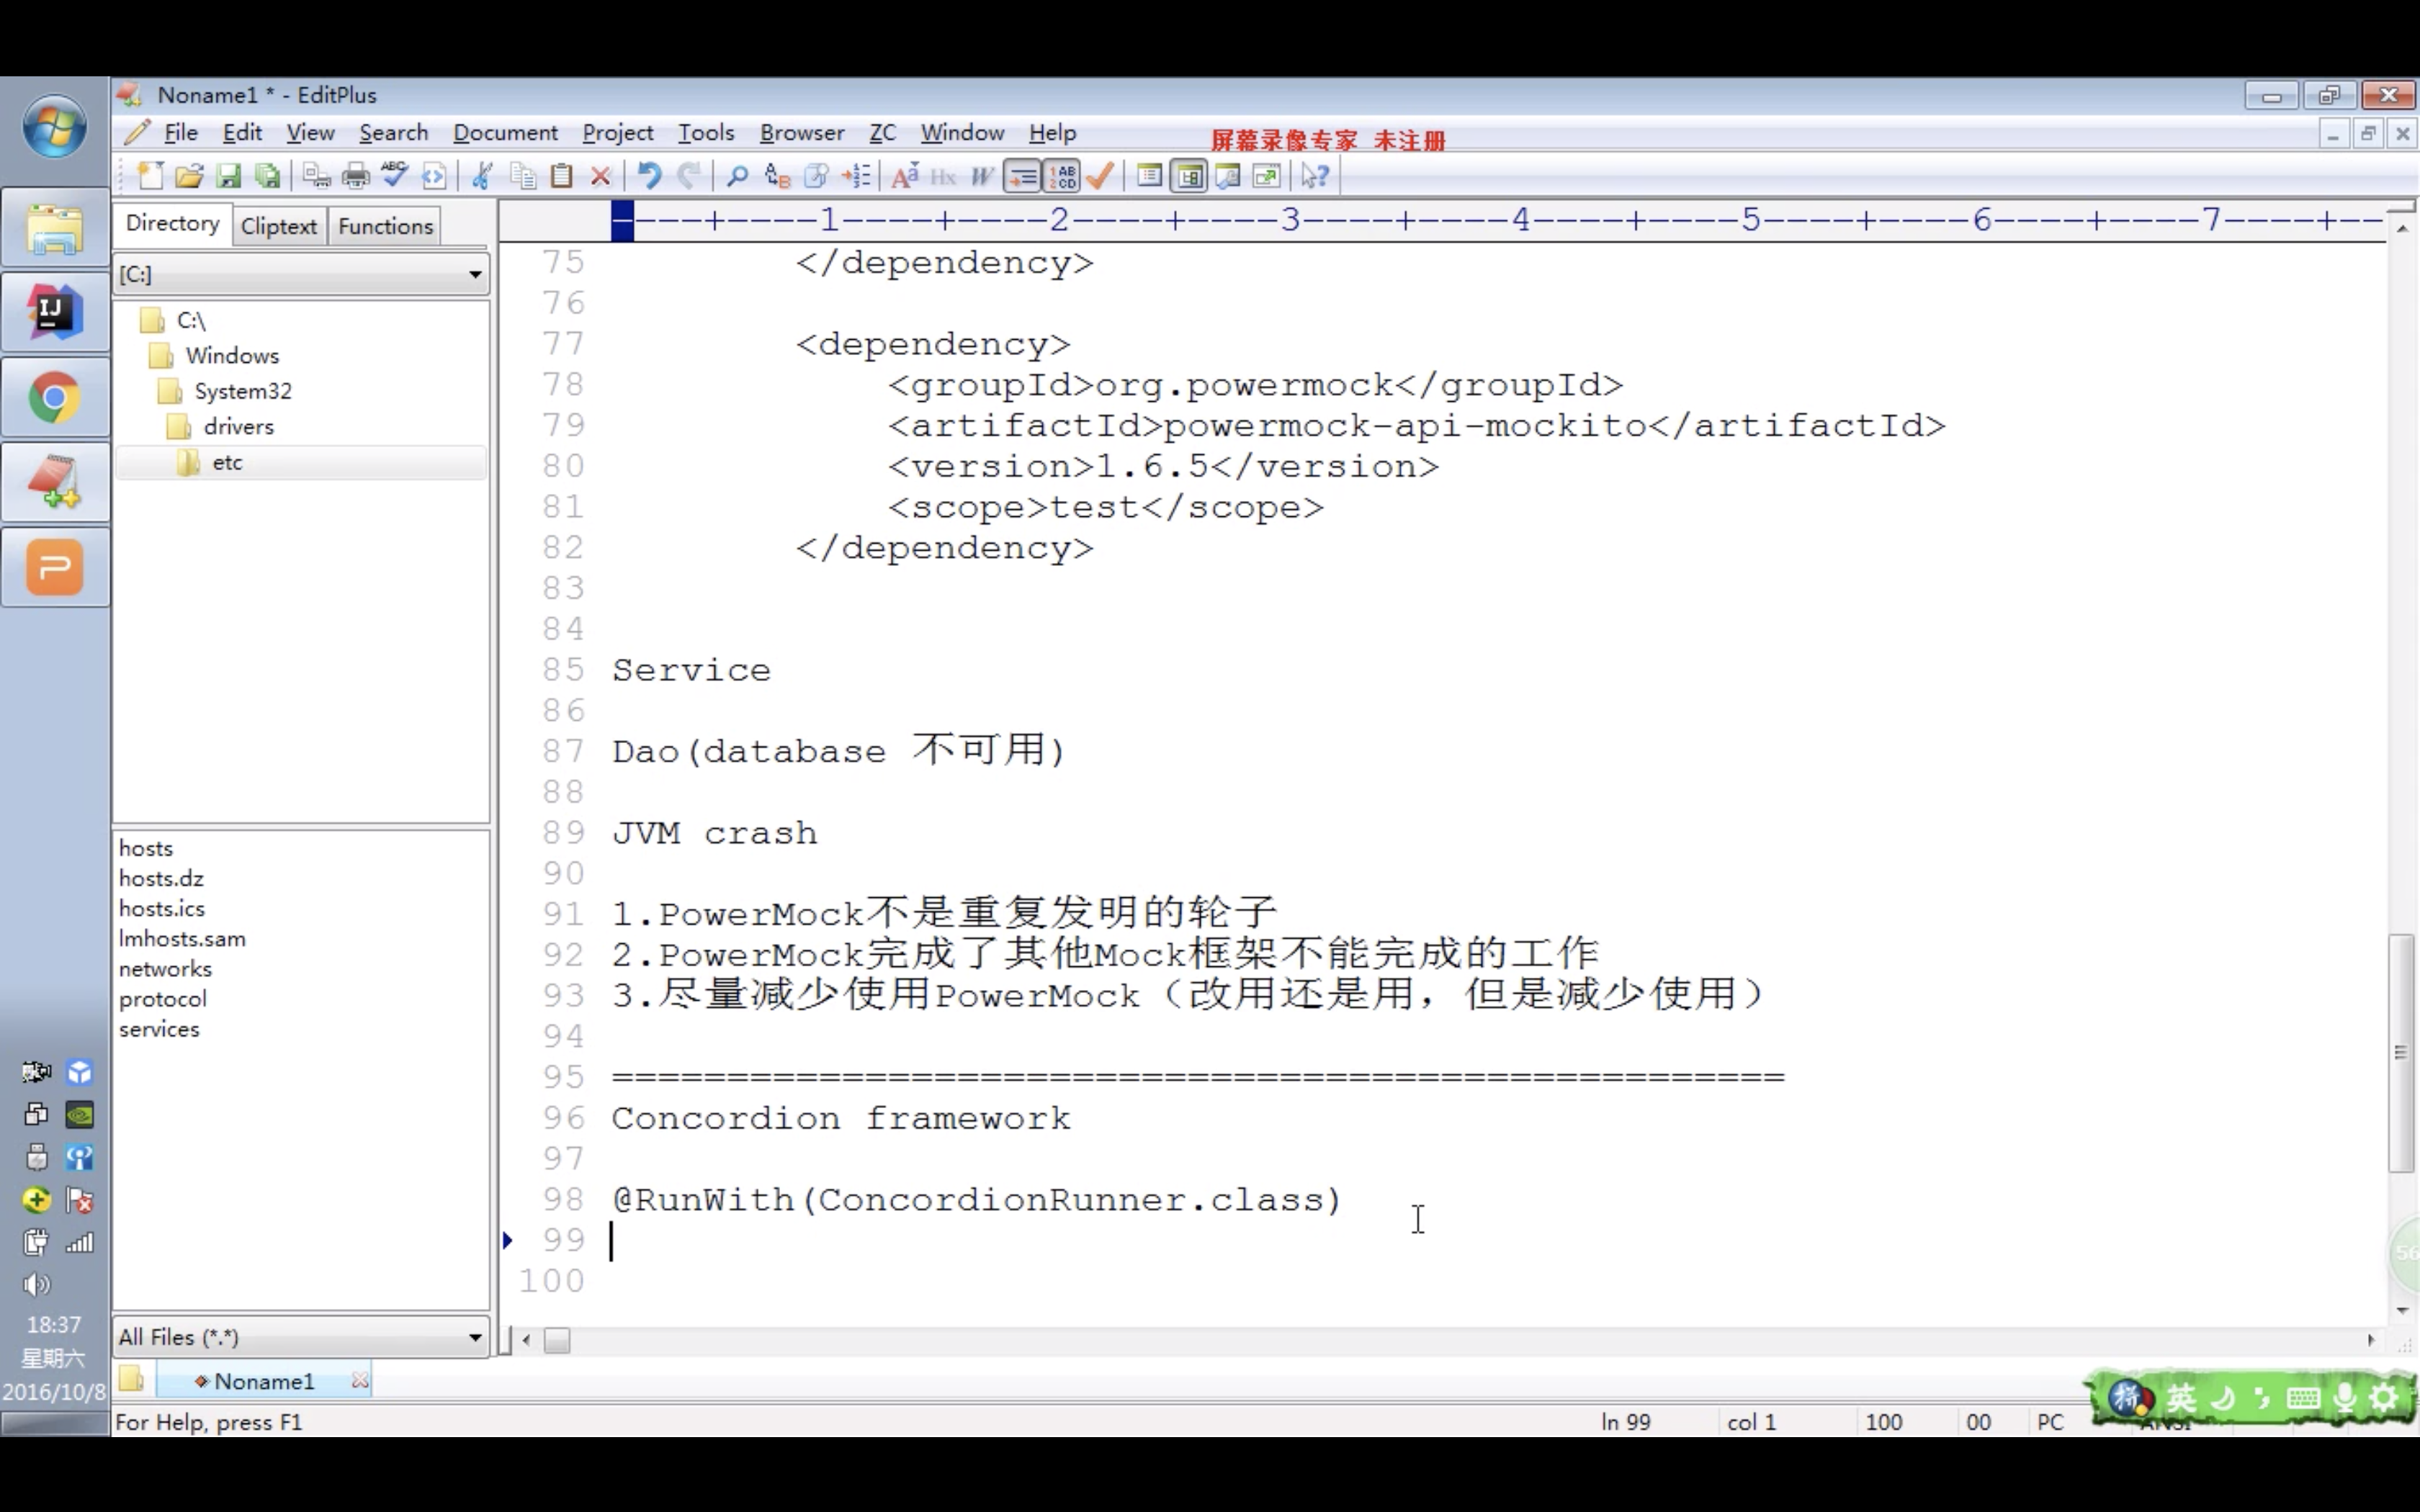 Noname1 * - EditPlus
File Edit View Search Document Project Tools Browser ZC Window Help
屏幕录像专家 未注册
Directory Cliptext Functions
[C:]
C:\
Windows
System32
drivers
etc
hosts
hosts.dz
hosts.ics
lmhosts.sam
networks
protocol
services
All Files (*.*)
----+----1----+----2----+----3----+----4----+----5----+----6----+----7----+--
75 </dependency>
76
77 <dependency>
78 <groupId>org.powermock</groupId>
79 <artifactId>powermock-api-mockito</artifactId>
80 <version>1.6.5</version>
81 <scope>test</scope>
82 </dependency>
83
84
85 Service
86
87 Dao(database 不可用)
88
89 JVM crash
90
91 1.PowerMock不是重复发明的轮子
92 2.PowerMock完成了其他Mock框架不能完成的工作
93 3.尽量减少使用PowerMock（改用还是用，但是减少使用）
94
95 ===================================================
96 Concordion framework
97
98 @RunWith(ConcordionRunner.class)
99
100
56
Noname1
For Help, press F1
ln 99 col 1 100 00 PC ANSI
拼 英
18:37
星期六
2016/10/8